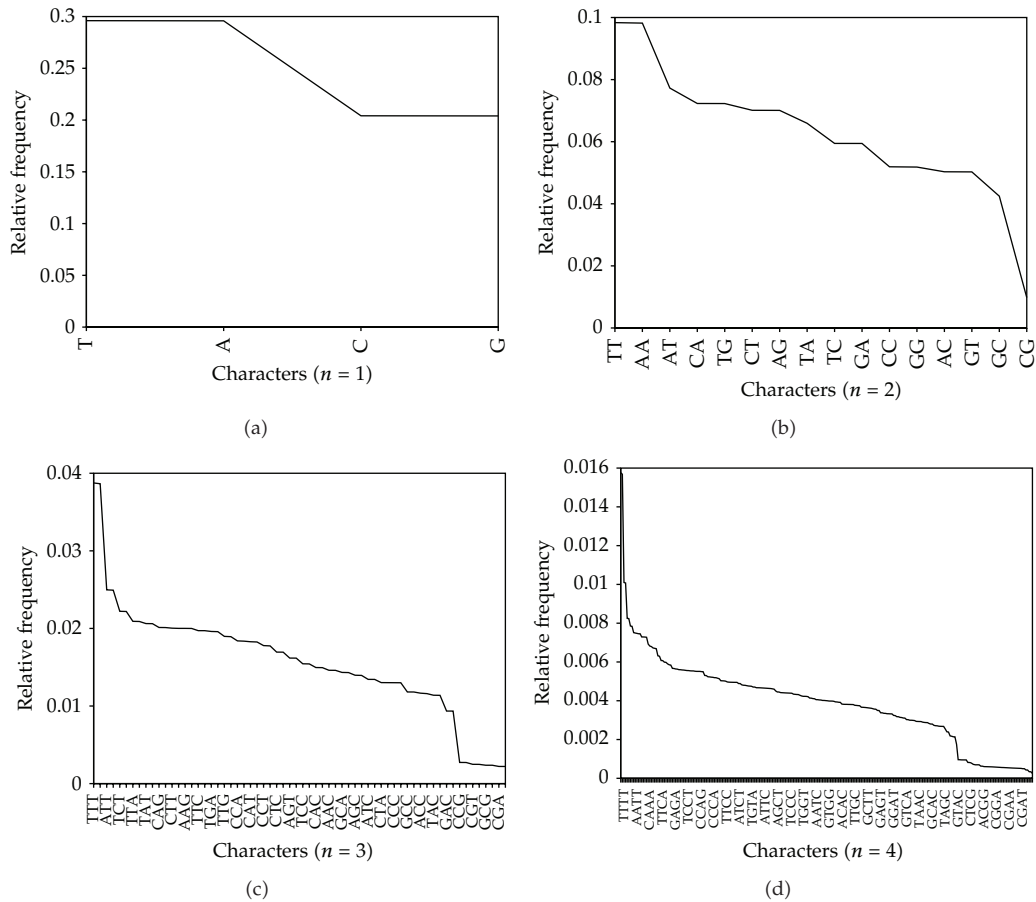 0.3
0.25
0.2
0.15
0.1
0.05
0
Relative frequency
T A C G
Characters (n = 1)
(a)
0.1
0.08
0.06
0.04
0.02
0
Relative frequency
TT AA AT CA TG CT AG TA TC GA CC GG AC GT GC CG
Characters (n = 2)
(b)
0.04
0.03
0.02
0.01
0
Relative frequency
TTT ATT TCT TTA TAT CAG CTT AAG TTC TGA TTG CCA CAT CCT CTC AGT TCC CAC AAC GCA AGC ATC CTA CCC GCC ACC TAC GAC CCG CGT GCG CGA
Characters (n = 3)
(c)
0.016
0.014
0.012
0.01
0.008
0.006
0.004
0.002
0
Relative frequency
TTTT AATT CAAA TTCA GAGA TCCT CCAG CCCA TTCC ATCT TGTA ATTC AGCT TCCC TGGT AATC GTGG ACAC TGCC GCTT GAGT GGAT GTCA TAAC GCAC TAGC GTAC CTCG ACGG CGGA CGAA CGAT
Characters (n = 4)
(d)